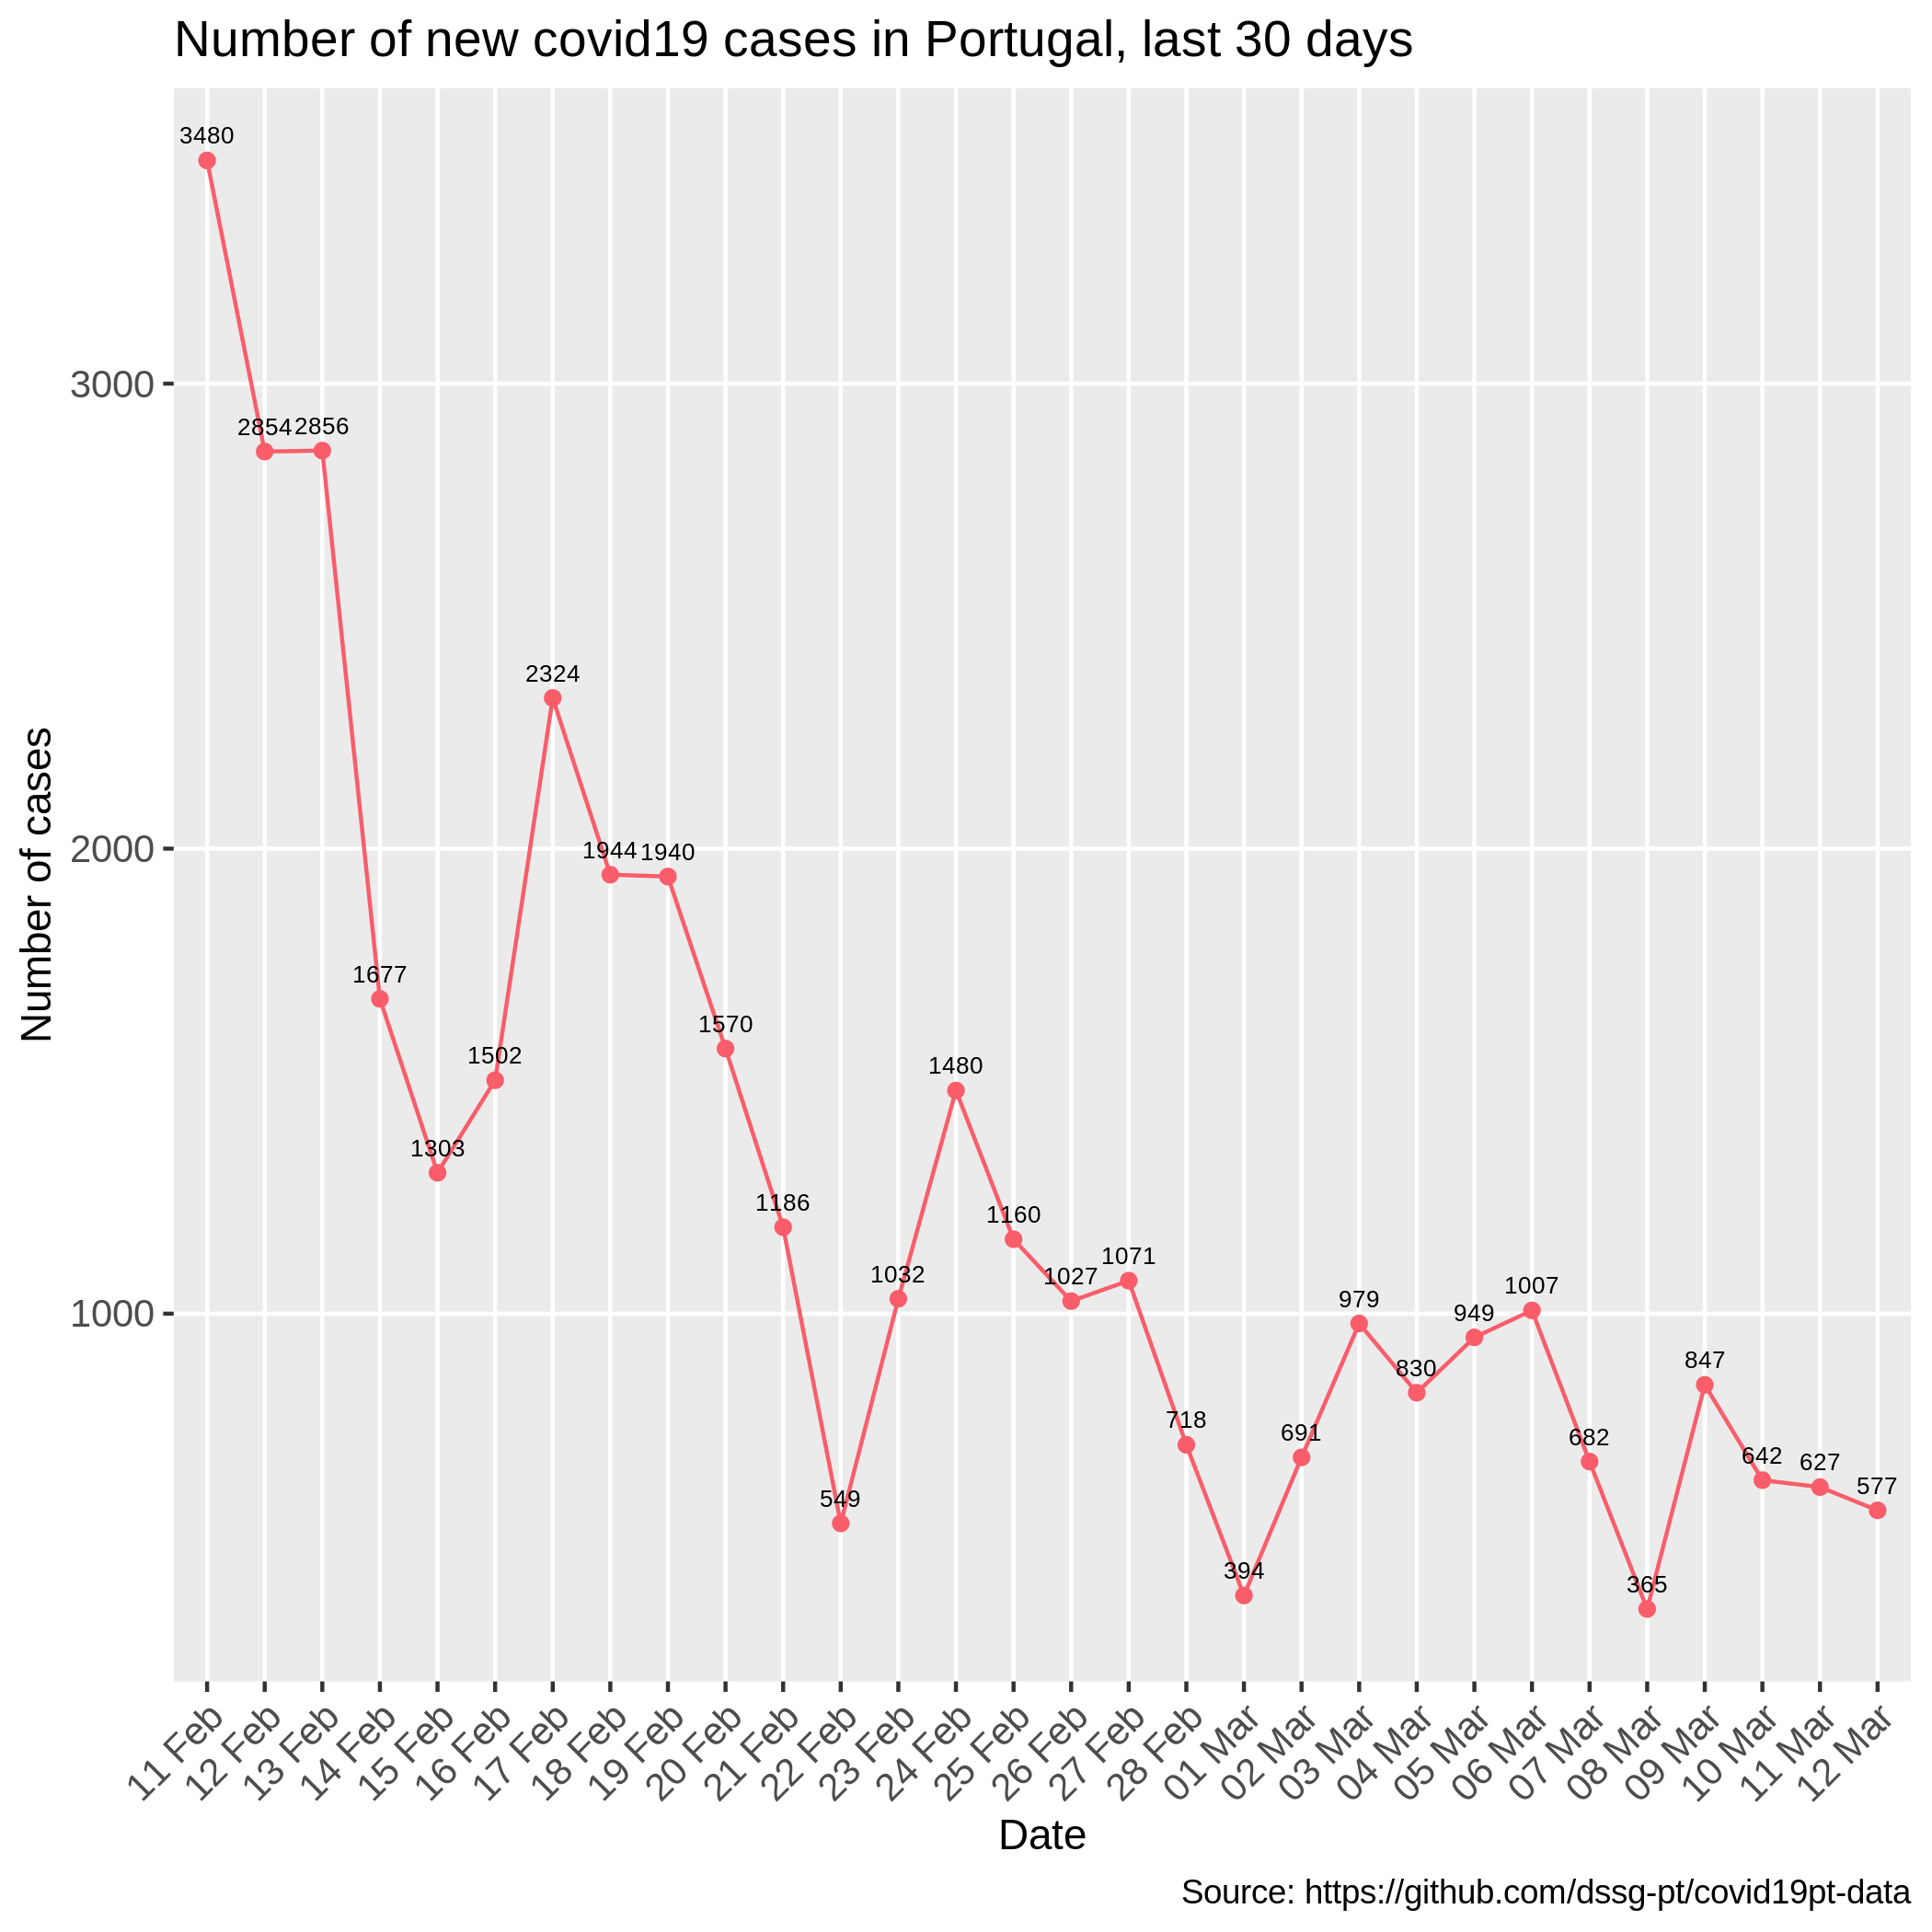 Number of new covid19 cases in Portugal, last 30 days
Number of cases
3000
2000
1000
3480
2854
2856
1677
1303
1502
2324
1944
1940
1570
1186
549
1032
1480
1160
1027
1071
718
394
691
979
830
949
1007
682
365
847
642
627
577
11 Feb
12 Feb
13 Feb
14 Feb
15 Feb
16 Feb
17 Feb
18 Feb
19 Feb
20 Feb
21 Feb
22 Feb
23 Feb
24 Feb
25 Feb
26 Feb
27 Feb
28 Feb
01 Mar
02 Mar
03 Mar
04 Mar
05 Mar
06 Mar
07 Mar
08 Mar
09 Mar
10 Mar
11 Mar
12 Mar
Date
Source: https://github.com/dssg-pt/covid19pt-data